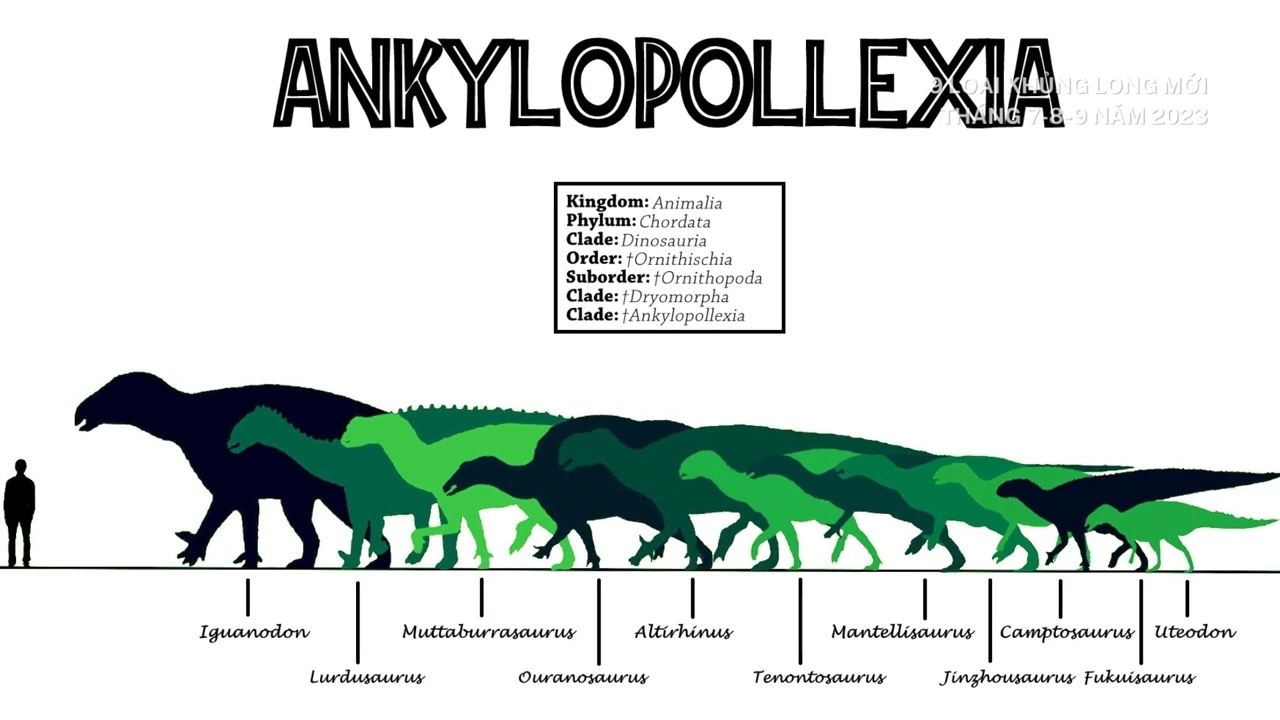 ANKYLOPOLLEXIA
9 LOÀI KHỦNG LONG MỚI
THÁNG 7-8-9 NĂM 2023
Kingdom: Animalia
Phylum: Chordata
Clade: Dinosauria
Order: †Ornithischia
Suborder: †Ornithopoda
Clade: †Dryomorpha
Clade: †Ankylopollexia
Iguanodon Muttaburrasaurus Altirhinus Mantellisaurus Camptosaurus Uteodon
Lurdusaurus Ouranosaurus Tenontosaurus Jinzhousaurus Fukuisaurus